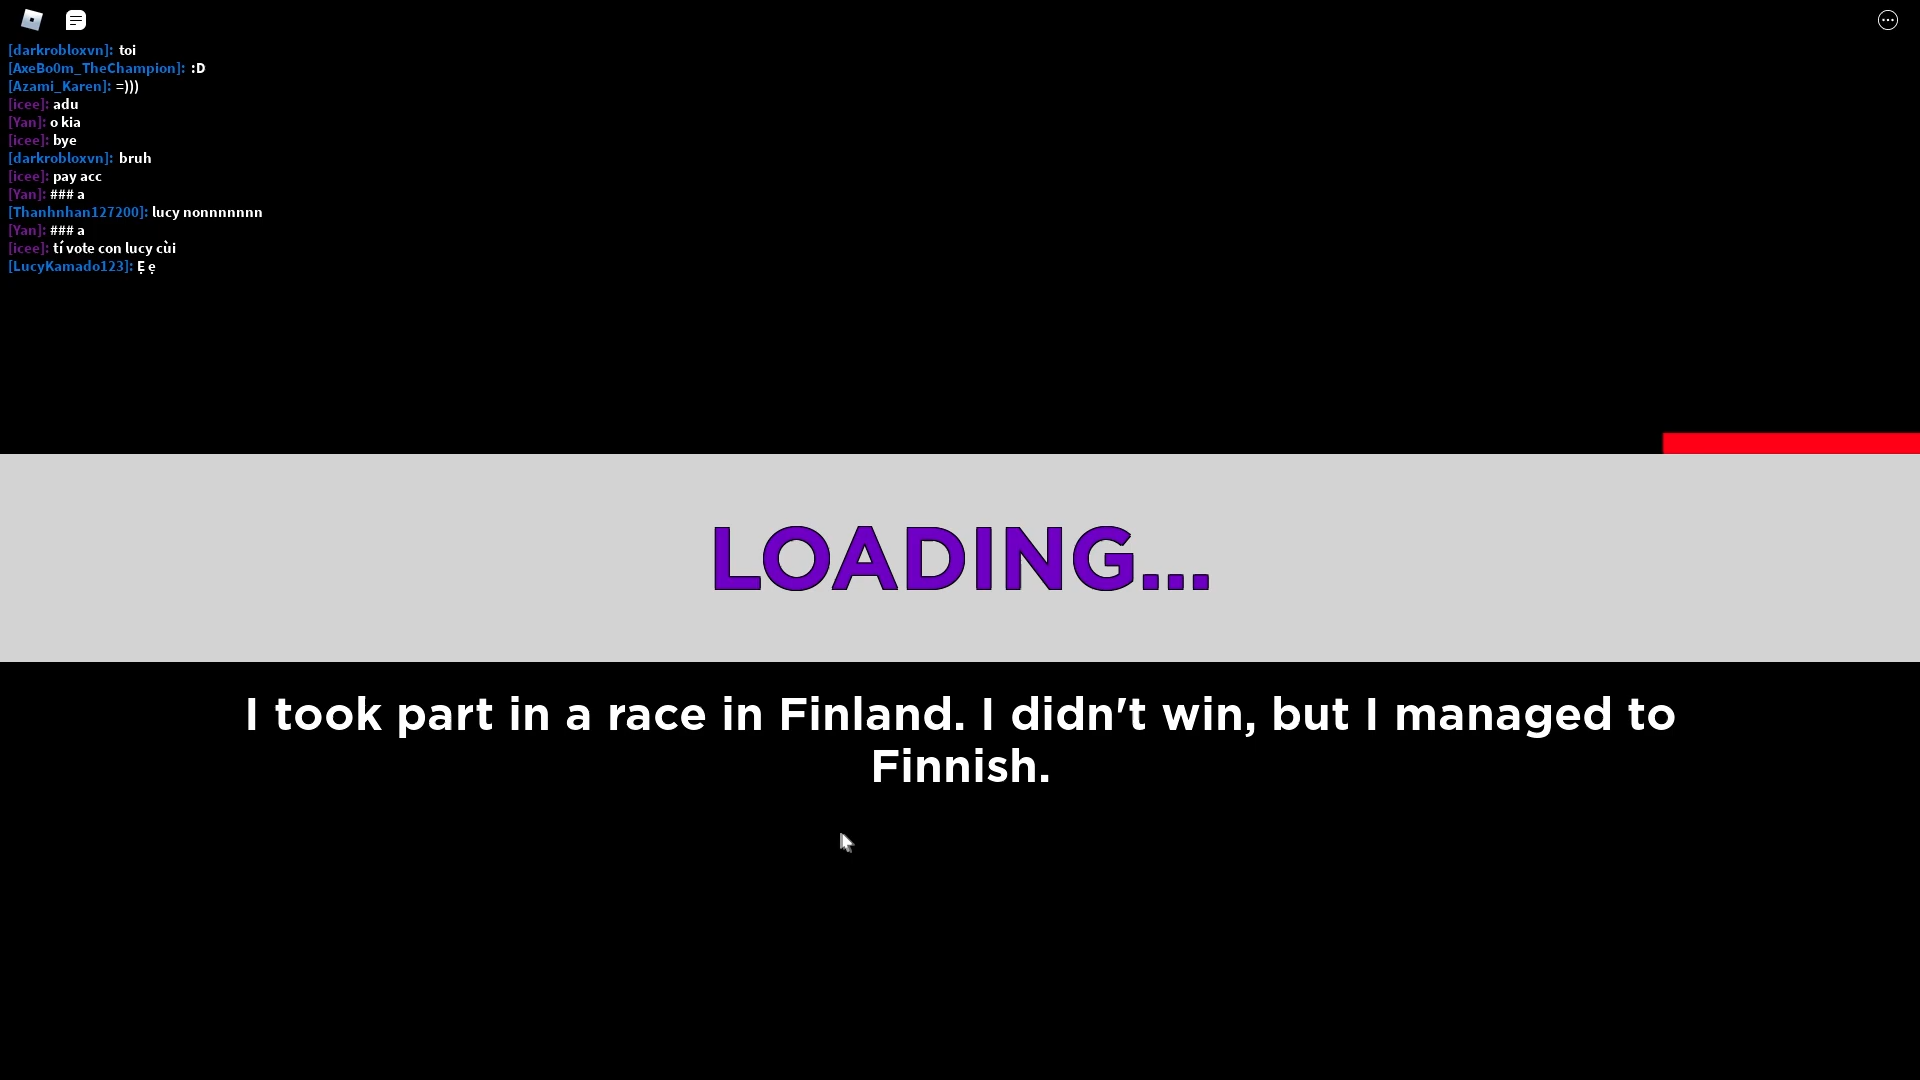 [darkrobloxvn]: toi
[AxeBo0m_TheChampion]: :D
[Azami_Karen]: =)))
[icee]: adu
[Yan]: o kia
[icee]: bye
[darkrobloxvn]: bruh
[icee]: pay acc
[Yan]: ### a
[Thanhnhan127200]: lucy nonnnnnnn
[Yan]: ### a
[icee]: tí vote con lucy cùi
[LucyKamado123]: Ẹ ẹ
LOADING...
I took part in a race in Finland. I didn't win, but I managed to
Finnish.